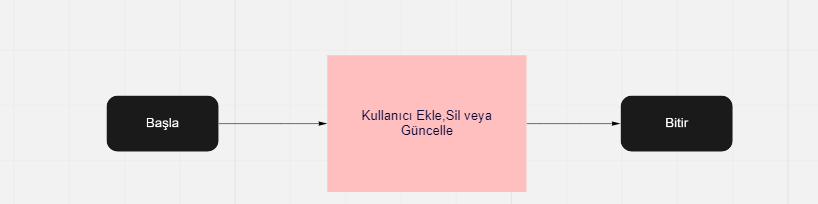 Başla
Kullanıcı Ekle,Sil veya
Güncelle
Bitir